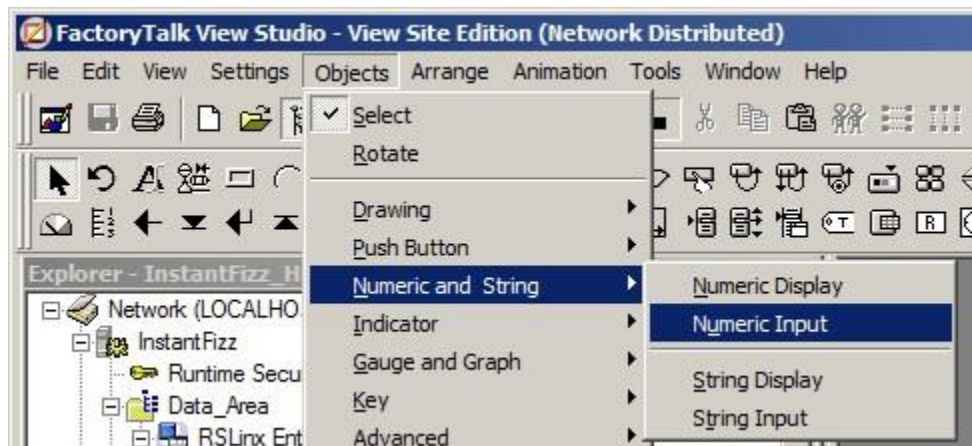 FactoryTalk View Studio - View Site Edition (Network Distributed)
File Edit View Settings Objects Arrange Animation Tools Window Help
Select
Rotate
Drawing
Push Button
Numeric and String
Indicator
Gauge and Graph
Key
Advanced
Numeric Display
Numeric Input
String Display
String Input
Explorer - InstantFizz_H
Network (LOCALHO
InstantFizz
Runtime Secu
Data_Area
RSLinx Ent